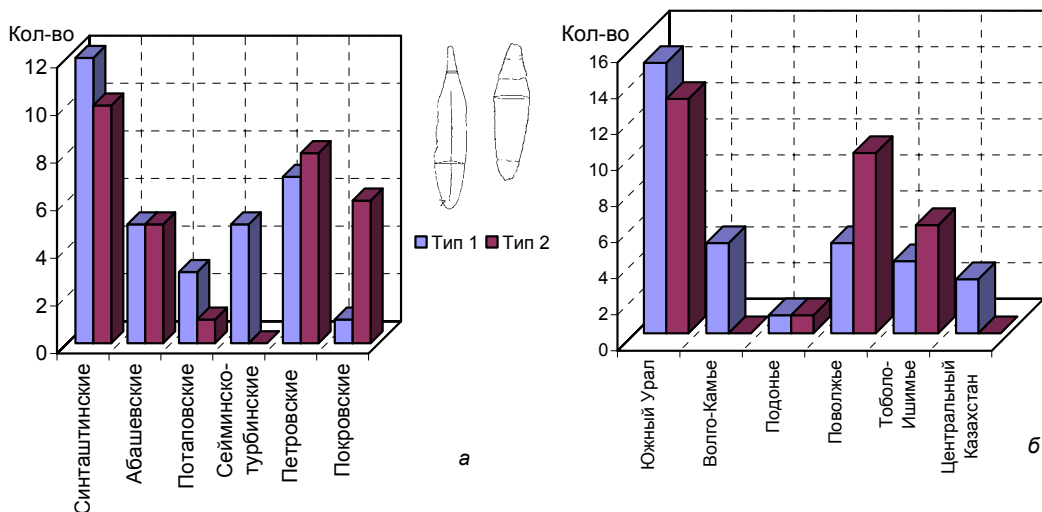 Кол-во
12
10
8
6
4
2
0
Синташтинские
Абашевские
Потаповские
Сейминско-
турбинские
Петровские
Покровские
Тип 1
Тип 2
а
Кол-во
16
14
12
10
8
6
4
2
0
Южный Урал
Волго-Камье
Подонье
Поволжье
Тоболо-
Ишимье
Центральный
Казахстан
б